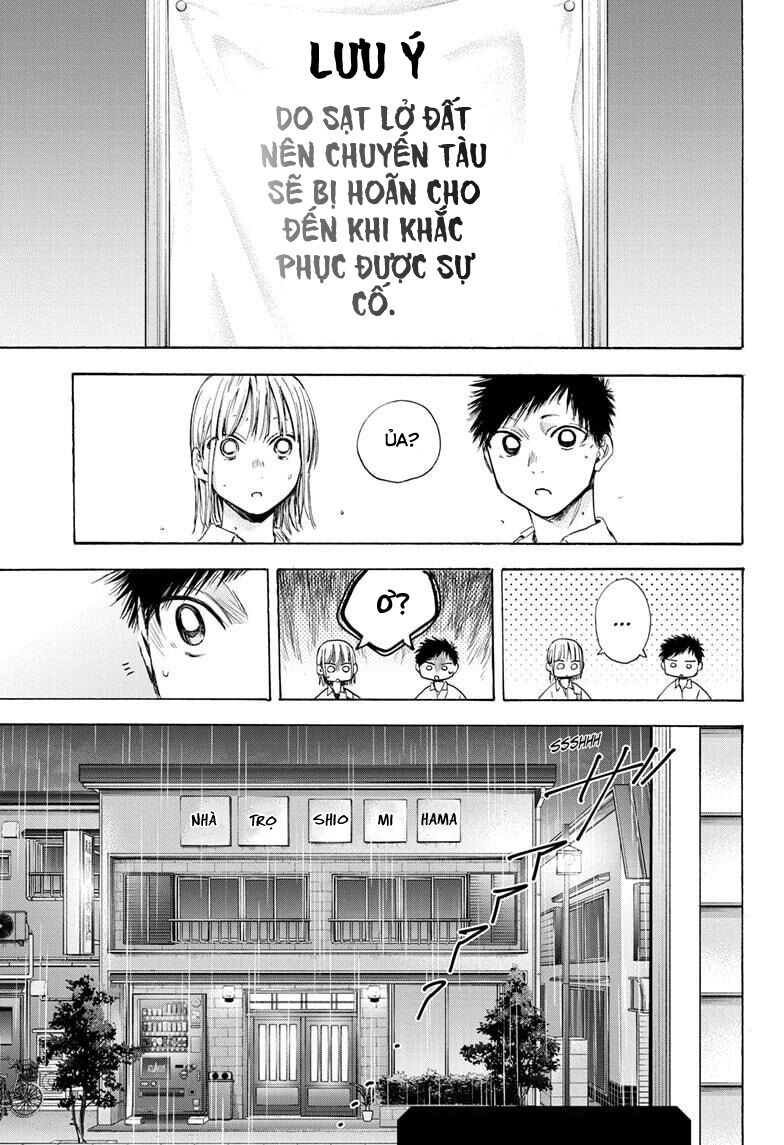 LƯU Ý
DO SẠT LỞ ĐẤT
NÊN CHUYẾN TÀU
SẼ BỊ HOÃN CHO
ĐẾN KHI KHẮC
PHỤC ĐƯỢC SỰ
CỐ.
ỦA?
...
Ơ?
SSSHHH
NHÀ TRỌ SHIO MI HAMA